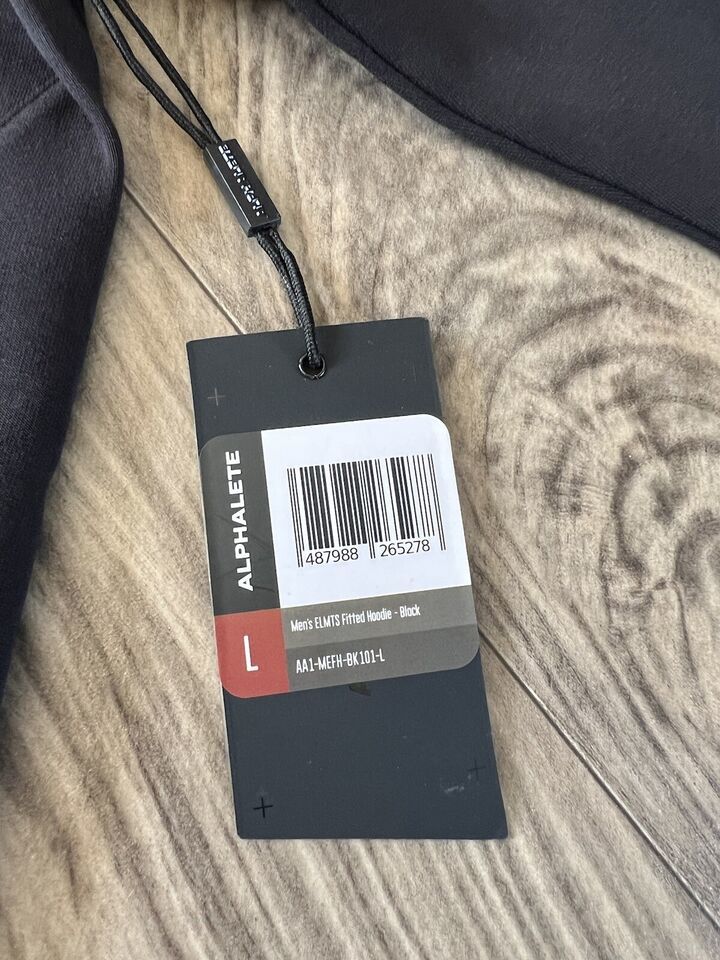 ALPHALETE
487988 265278
L
Men's ELMTS Fitted Hoodie - Black
AA1-MEFH-BK101-L